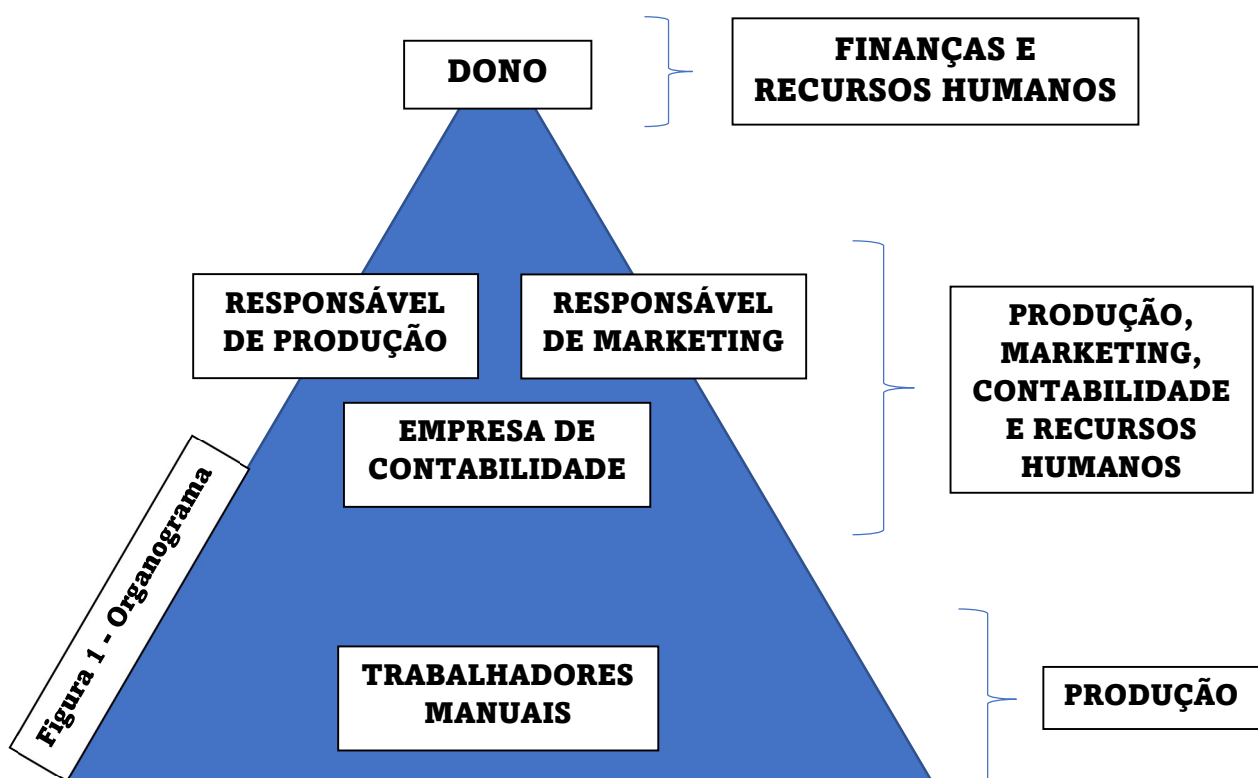 DONO
FINANÇAS E
RECURSOS HUMANOS
RESPONSÁVEL
DE PRODUÇÃO
RESPONSÁVEL
DE MARKETING
EMPRESA DE
CONTABILIDADE
PRODUÇÃO,
MARKETING,
CONTABILIDADE
E RECURSOS
HUMANOS
Figura 1 - Organograma
TRABALHADORES
MANUAIS
PRODUÇÃO